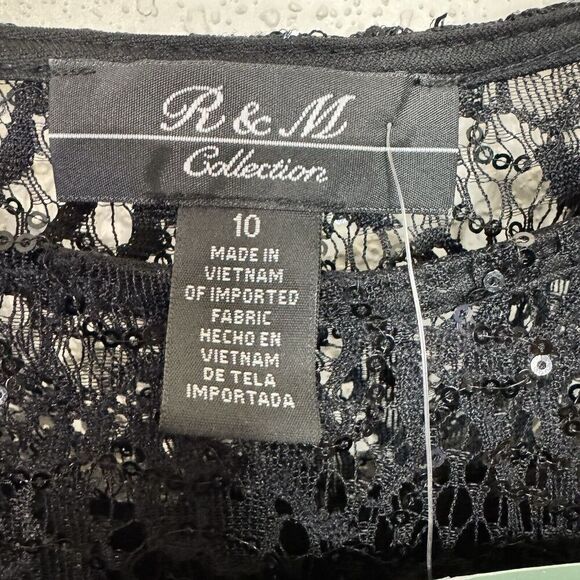 R & M
Collection
10
MADE IN
VIETNAM
OF IMPORTED
FABRIC
HECHO EN
VIETNAM
DE TELA
IMPORTADA